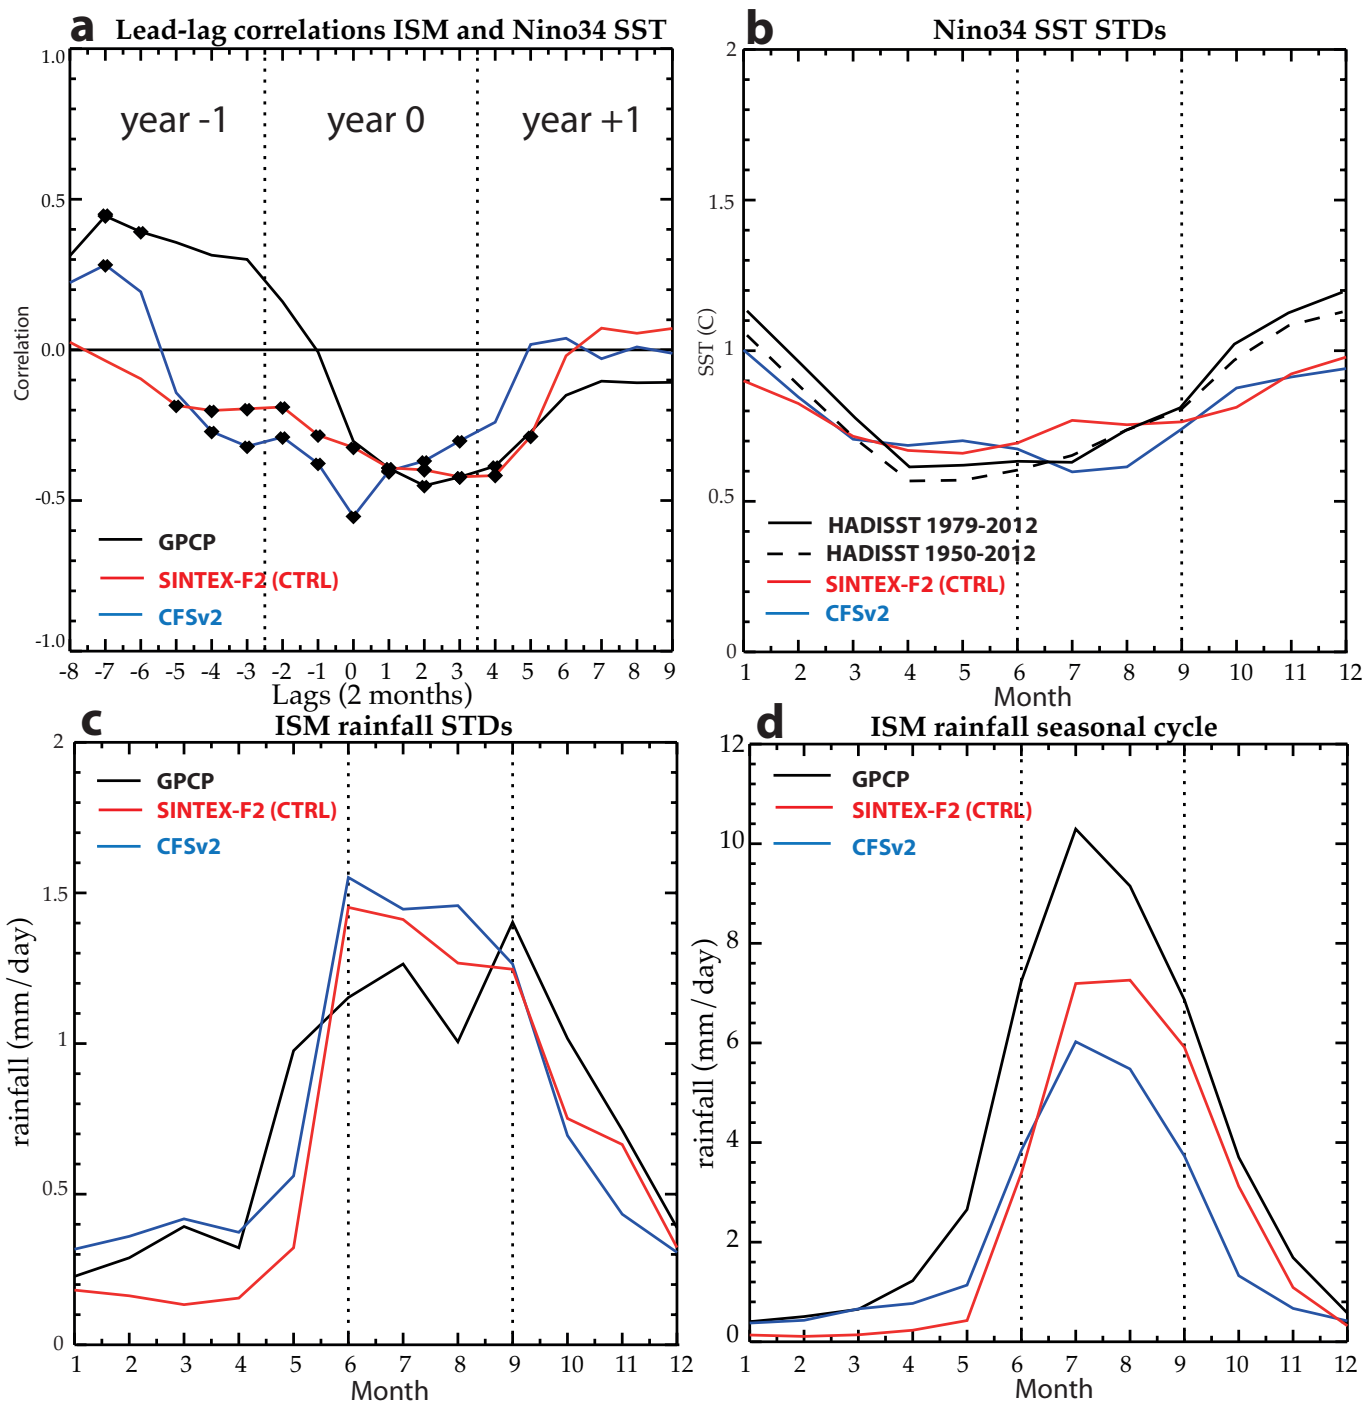 a Lead-lag correlations ISM and Nino34 SST
1.0
0.5
0.0
-0.5
-1.0
Correlation
year -1 year 0 year +1
GPCP
SINTEX-F2 (CTRL)
CFSv2
-8 -7 -6 -5 -4 -3 -2 -1 0 1 2 3 4 5 6 7 8 9
Lags (2 months)
b Nino34 SST STDs
2
1.5
1
0.5
0
SST (C)
HADISST 1979-2012
HADISST 1950-2012
SINTEX-F2 (CTRL)
CFSv2
1 2 3 4 5 6 7 8 9 10 11 12
Month
c ISM rainfall STDs
2
1.5
1
0.5
0
rainfall (mm/day)
GPCP
SINTEX-F2 (CTRL)
CFSv2
1 2 3 4 5 6 7 8 9 10 11 12
Month
d ISM rainfall seasonal cycle
12
10
8
6
4
2
0
rainfall (mm/day)
GPCP
SINTEX-F2 (CTRL)
CFSv2
1 2 3 4 5 6 7 8 9 10 11 12
Month